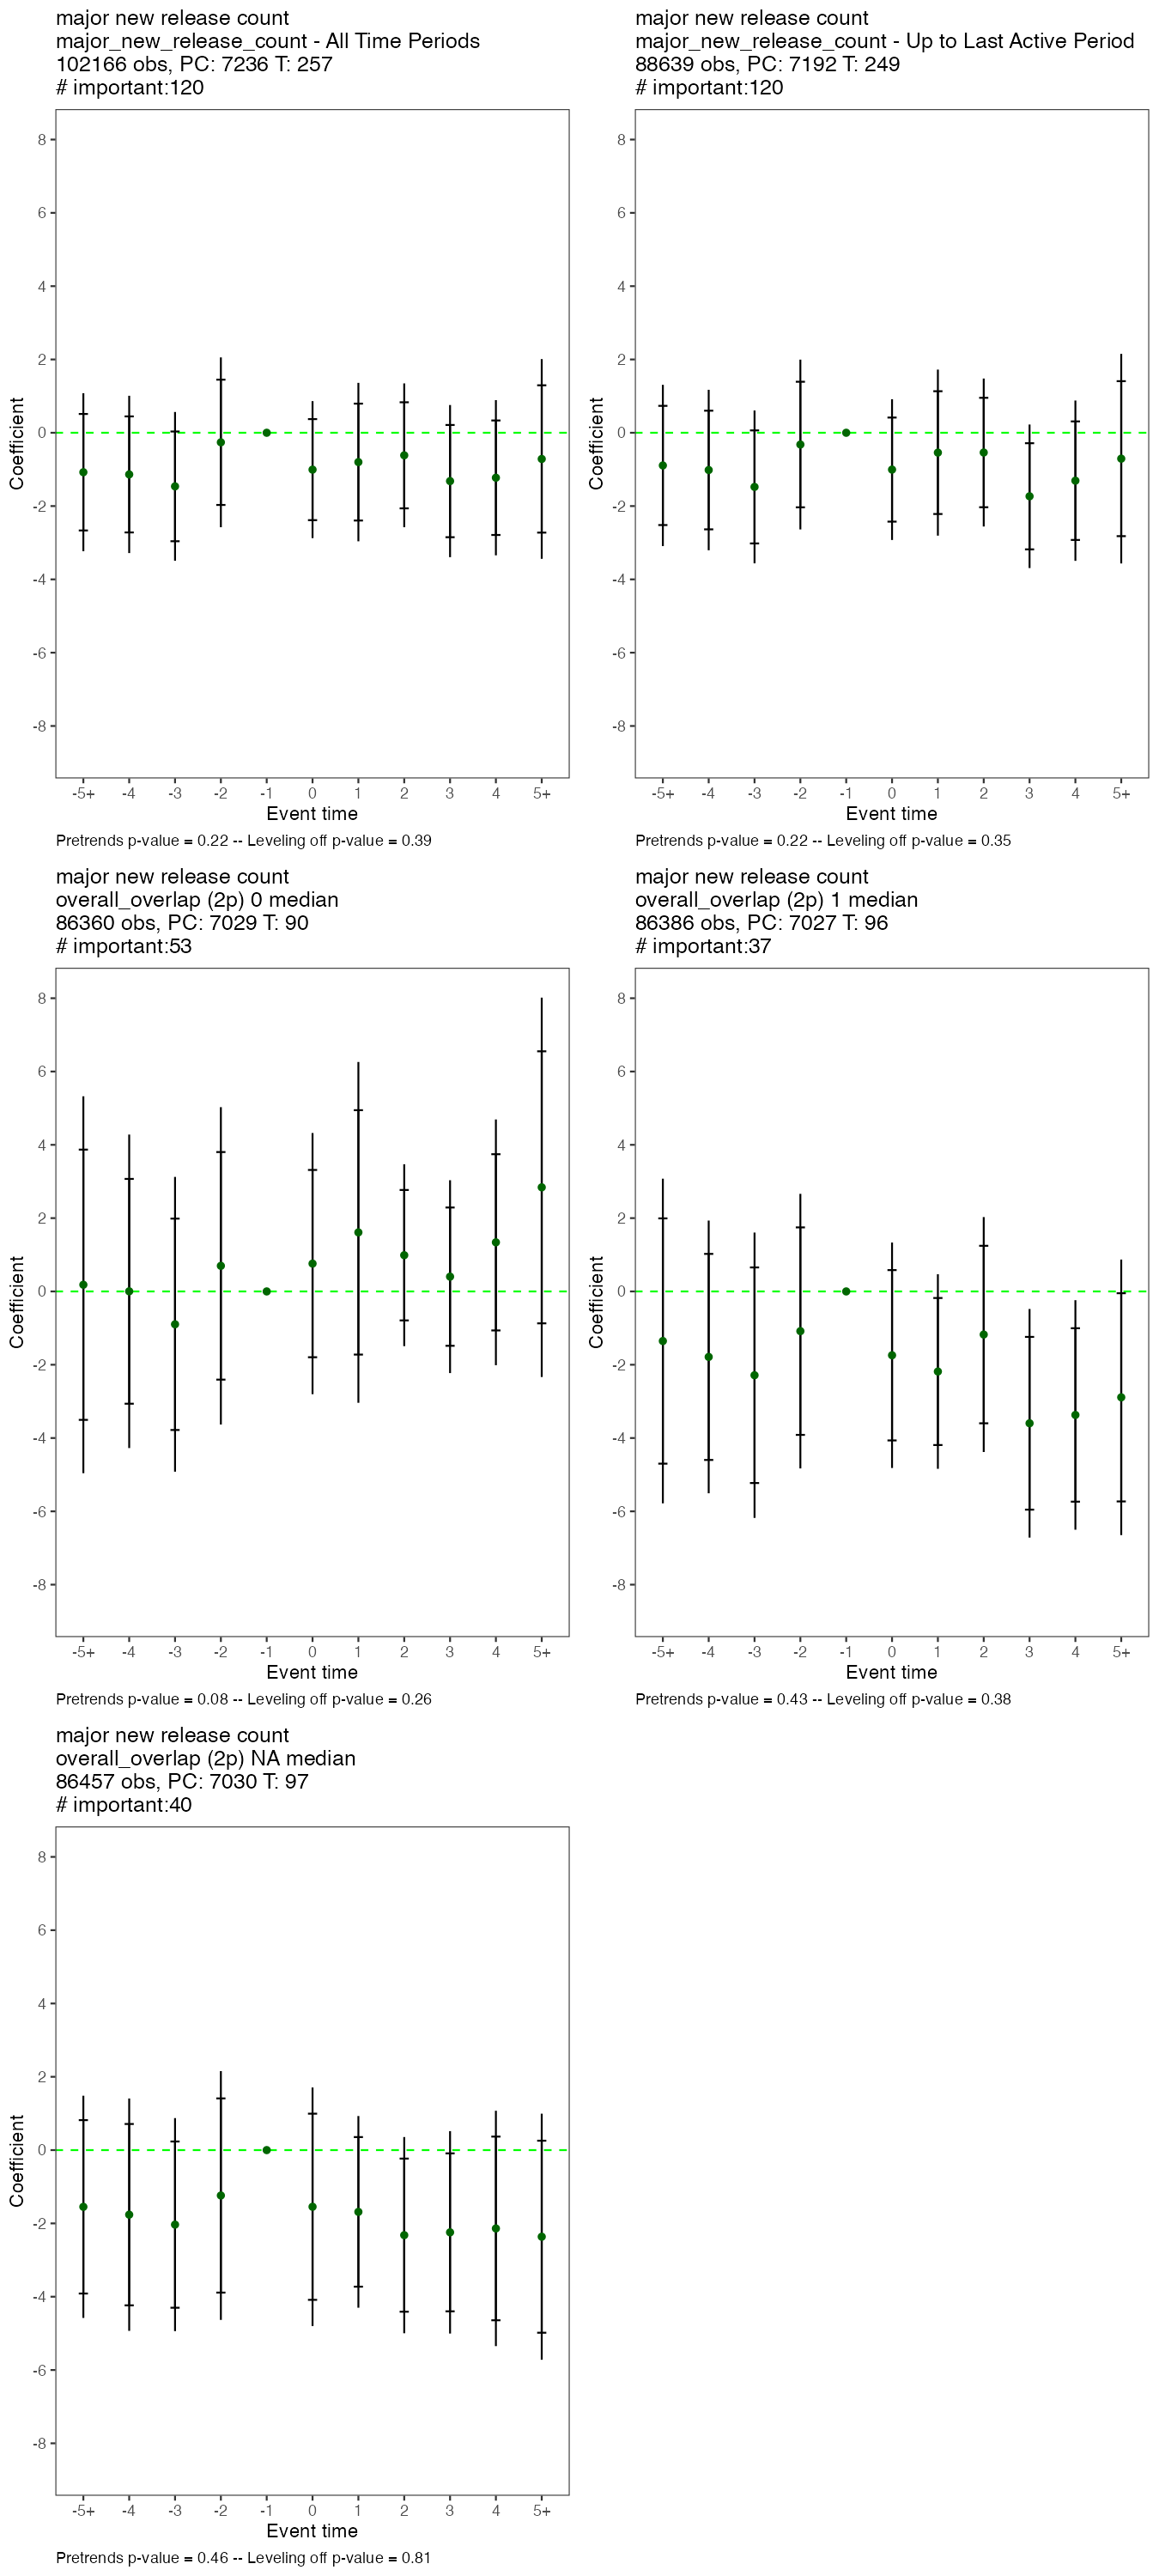 major new release count
major_new_release_count - All Time Periods
102166 obs, PC: 7236 T: 257
# important:120
8
6
4
2
0
-2
-4
-6
-8
Coefficient
-5+ -4 -3 -2 -1 0 1 2 3 4 5+
Event time
Pretrends p-value = 0.22 -- Leveling off p-value = 0.39
major new release count
major_new_release_count - Up to Last Active Period
88639 obs, PC: 7192 T: 249
# important:120
8
6
4
2
0
-2
-4
-6
-8
Coefficient
-5+ -4 -3 -2 -1 0 1 2 3 4 5+
Event time
Pretrends p-value = 0.22 -- Leveling off p-value = 0.35
major new release count
overall_overlap (2p) 0 median
86360 obs, PC: 7029 T: 90
# important:53
8
6
4
2
0
-2
-4
-6
-8
Coefficient
-5+ -4 -3 -2 -1 0 1 2 3 4 5+
Event time
Pretrends p-value = 0.08 -- Leveling off p-value = 0.26
major new release count
overall_overlap (2p) 1 median
86386 obs, PC: 7027 T: 96
# important:37
8
6
4
2
0
-2
-4
-6
-8
Coefficient
-5+ -4 -3 -2 -1 0 1 2 3 4 5+
Event time
Pretrends p-value = 0.43 -- Leveling off p-value = 0.38
major new release count
overall_overlap (2p) NA median
86457 obs, PC: 7030 T: 97
# important:40
8
6
4
2
0
-2
-4
-6
-8
Coefficient
-5+ -4 -3 -2 -1 0 1 2 3 4 5+
Event time
Pretrends p-value = 0.46 -- Leveling off p-value = 0.81